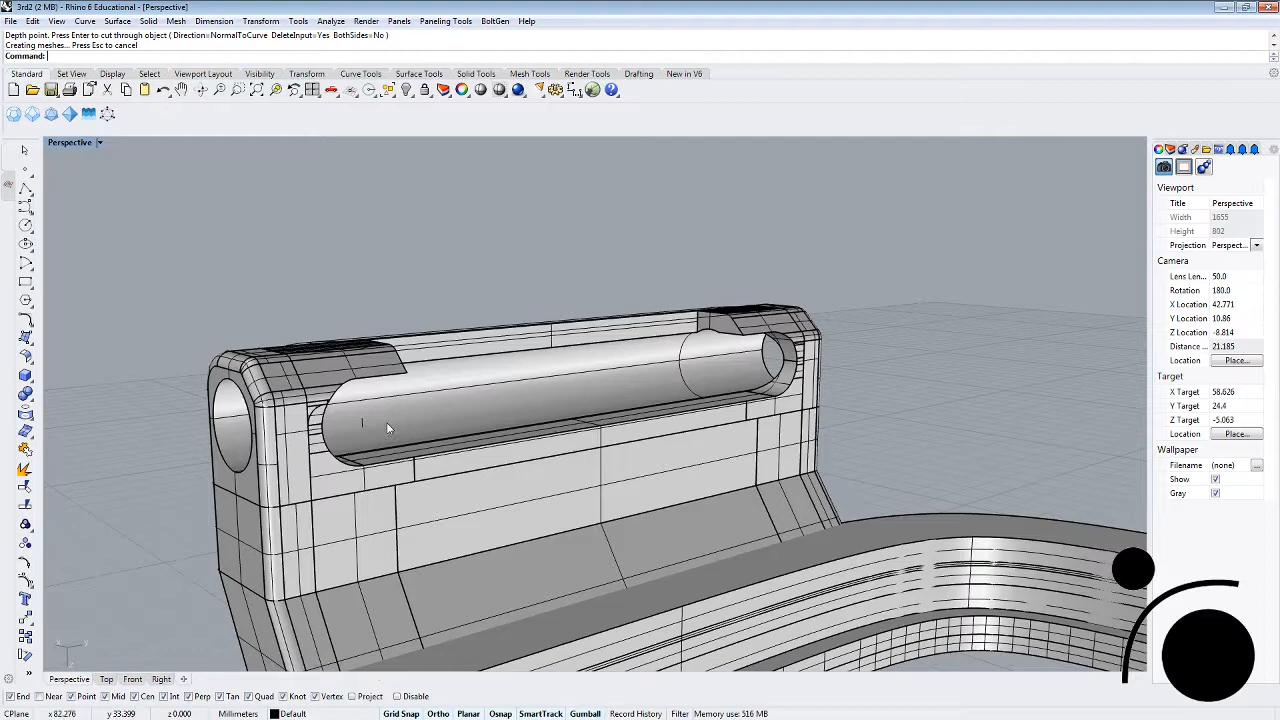 3rd2 (2 MB) - Rhino 6 Educational - [Perspective]
File Edit View Curve Surface Solid Mesh Dimension Transform Tools Analyze Render Panels Paneling Tools BoltGen Help
Depth point. Press Enter to cut through object ( Direction=NormalToCurve DeleteInput=Yes BothSides=No )
Creating meshes... Press Esc to cancel
Command:
Standard Set View Display Select Viewport Layout Visibility Transform Curve Tools Surface Tools Solid Tools Mesh Tools Render Tools Drafting New in V6
Perspective
Viewport
Title Perspective
Width 1655
Height 802
Projection Perspect...
Camera
Lens Len... 50.0
Rotation 180.0
X Location 42.771
Y Location 10.86
Z Location -8.814
Distance ... 21.185
Location Place...
Target
X Target 58.626
Y Target 24.4
Z Target -5.063
Location Place...
Wallpaper
Filename (none)
Show
Gray
x y z
Perspective Top Front Right
End Near Point Mid Cen Int Perp Tan Quad Knot Vertex Project Disable
CPlane x 82.276 y 33.399 z 0.000 Millimeters Default Grid Snap Ortho Planar Osnap SmartTrack Gumball Record History Filter Memory use: 516 MB